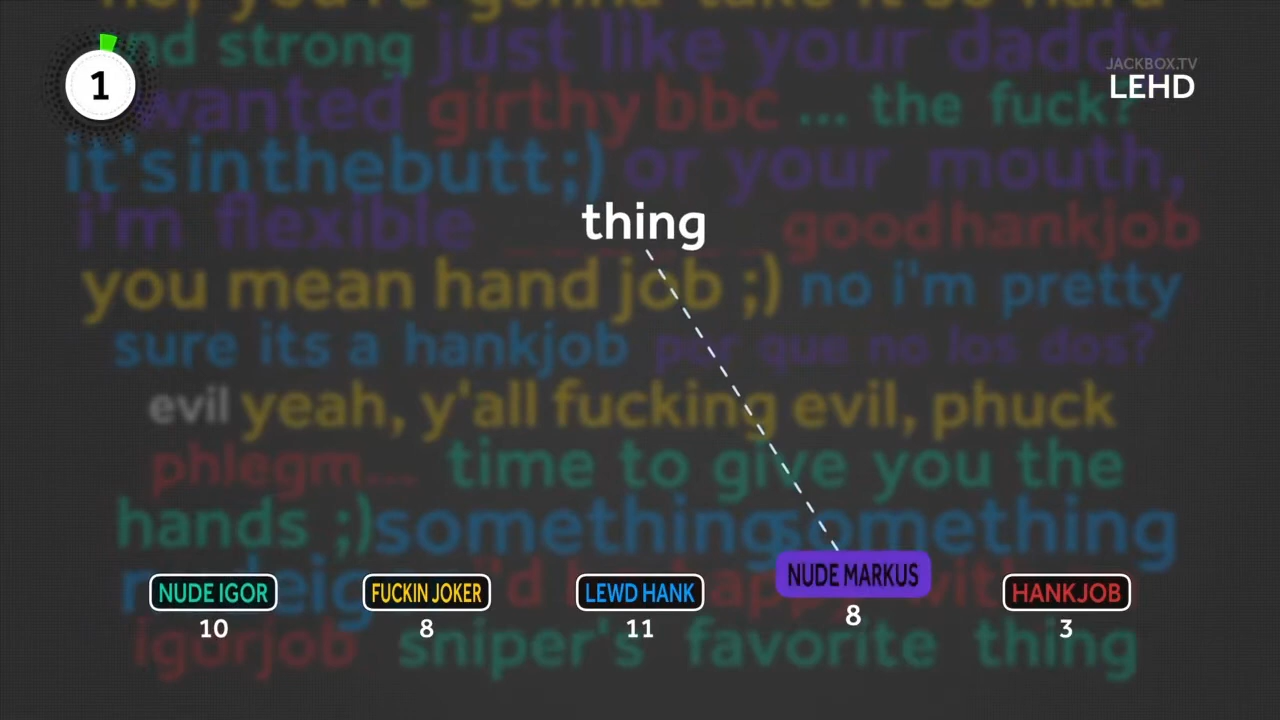 no, you're gonna take it so hard
and strong just like your daddy
wanted girthy bbc ... the fuck?
it'sinthebutt;) or your mouth,
i'm flexible goodhankjob
thing
you mean hand job ;) no i'm pretty
sure its a hankjob por que no los dos?
evil yeah, y'all fucking evil, phuck
phlegm... time to give you the
hands ;)somethingsomething
igorjob sniper's favorite thing
1
JACKBOX.TV
LEHD
NUDE IGOR
10
FUCKIN JOKER
8
LEWD HANK
11
NUDE MARKUS
8
HANKJOB
3